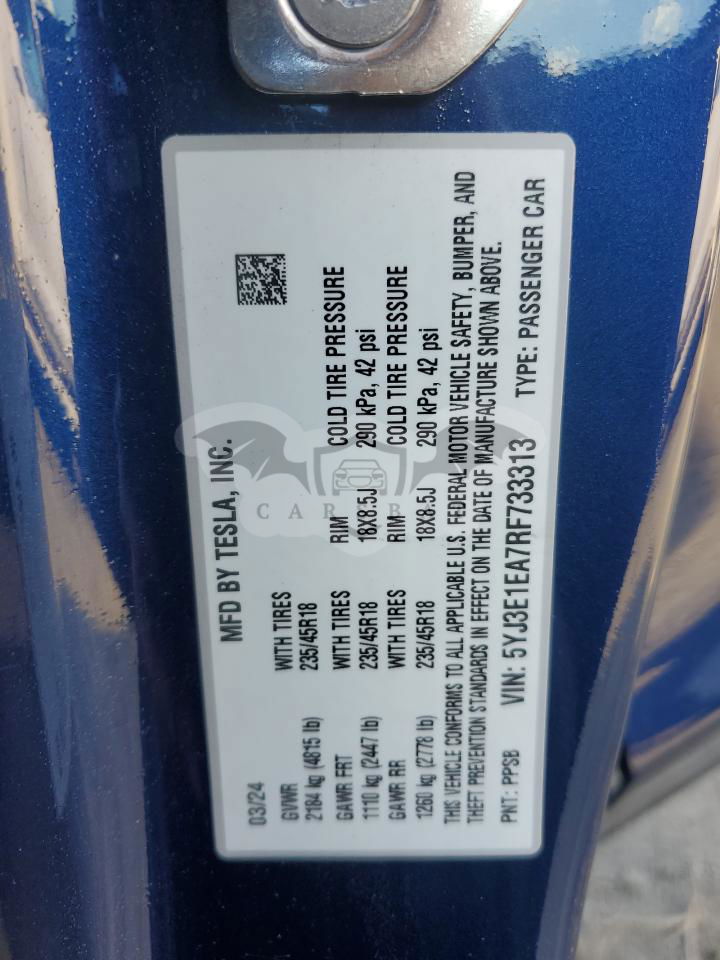 03/24 MFD BY TESLA, INC.
GVWR WITH TIRES
2184 kg (4815 lb) 235/45R18
GAWR FRT WITH TIRES RIM COLD TIRE PRESSURE
1110 kg (2447 lb) 235/45R18 18X8.5J 290 kPa, 42 psi
GAWR RR WITH TIRES RIM COLD TIRE PRESSURE
1260 kg (2778 lb) 235/45R18 18X8.5J 290 kPa, 42 psi
THIS VEHICLE CONFORMS TO ALL APPLICABLE U.S. FEDERAL MOTOR VEHICLE SAFETY, BUMPER, AND
THEFT PREVENTION STANDARDS IN EFFECT ON THE DATE OF MANUFACTURE SHOWN ABOVE.
PNT: PPSB VIN: 5YJ3E1EA7RF733313 TYPE: PASSENGER CAR